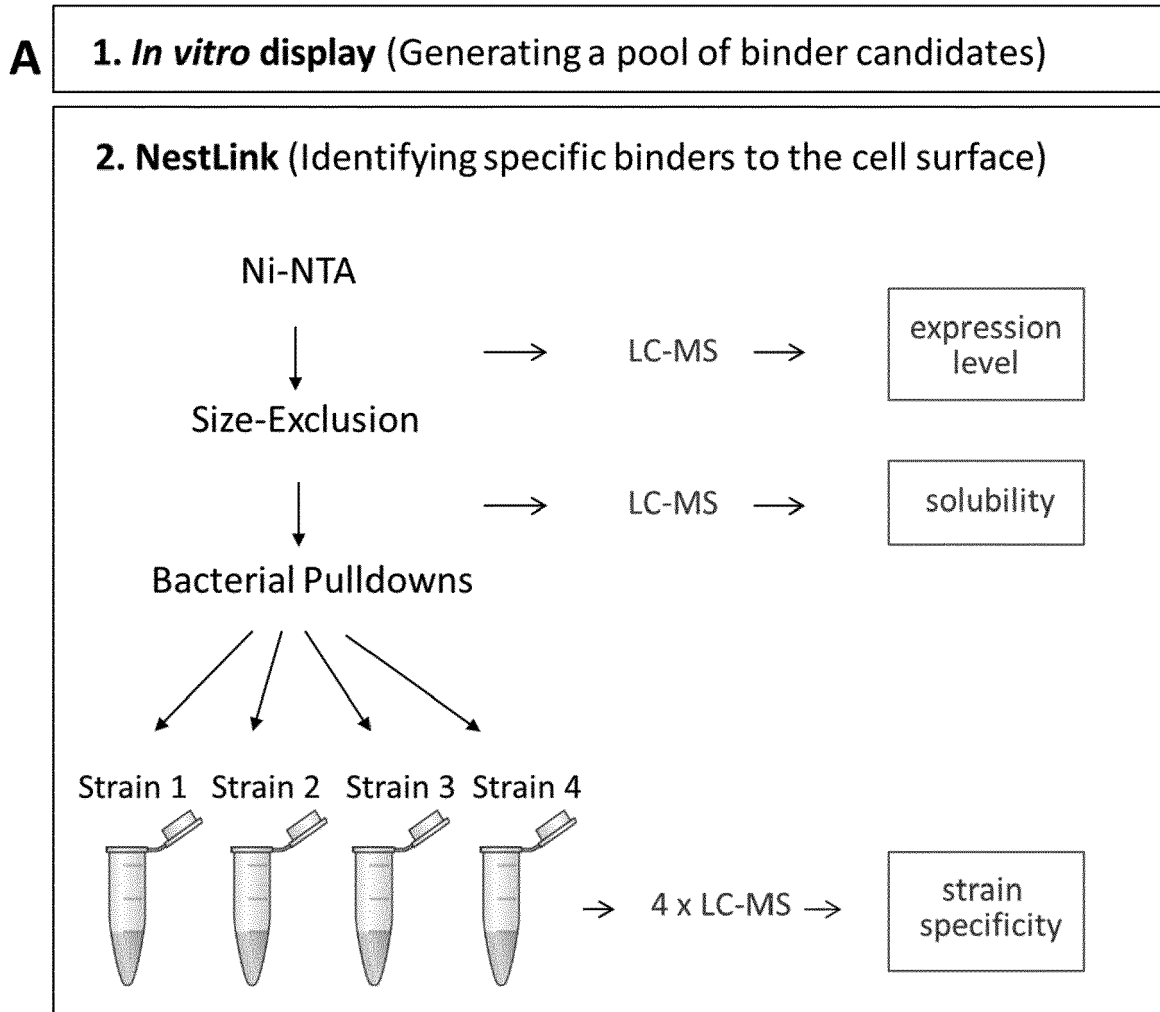 A
1. In vitro display (Generating a pool of binder candidates)
2. NestLink (Identifying specific binders to the cell surface)
Ni-NTA
LC-MS
expression
level
Size-Exclusion
LC-MS
solubility
Bacterial Pulldowns
Strain 1 Strain 2 Strain 3 Strain 4
4 x LC-MS
strain
specificity